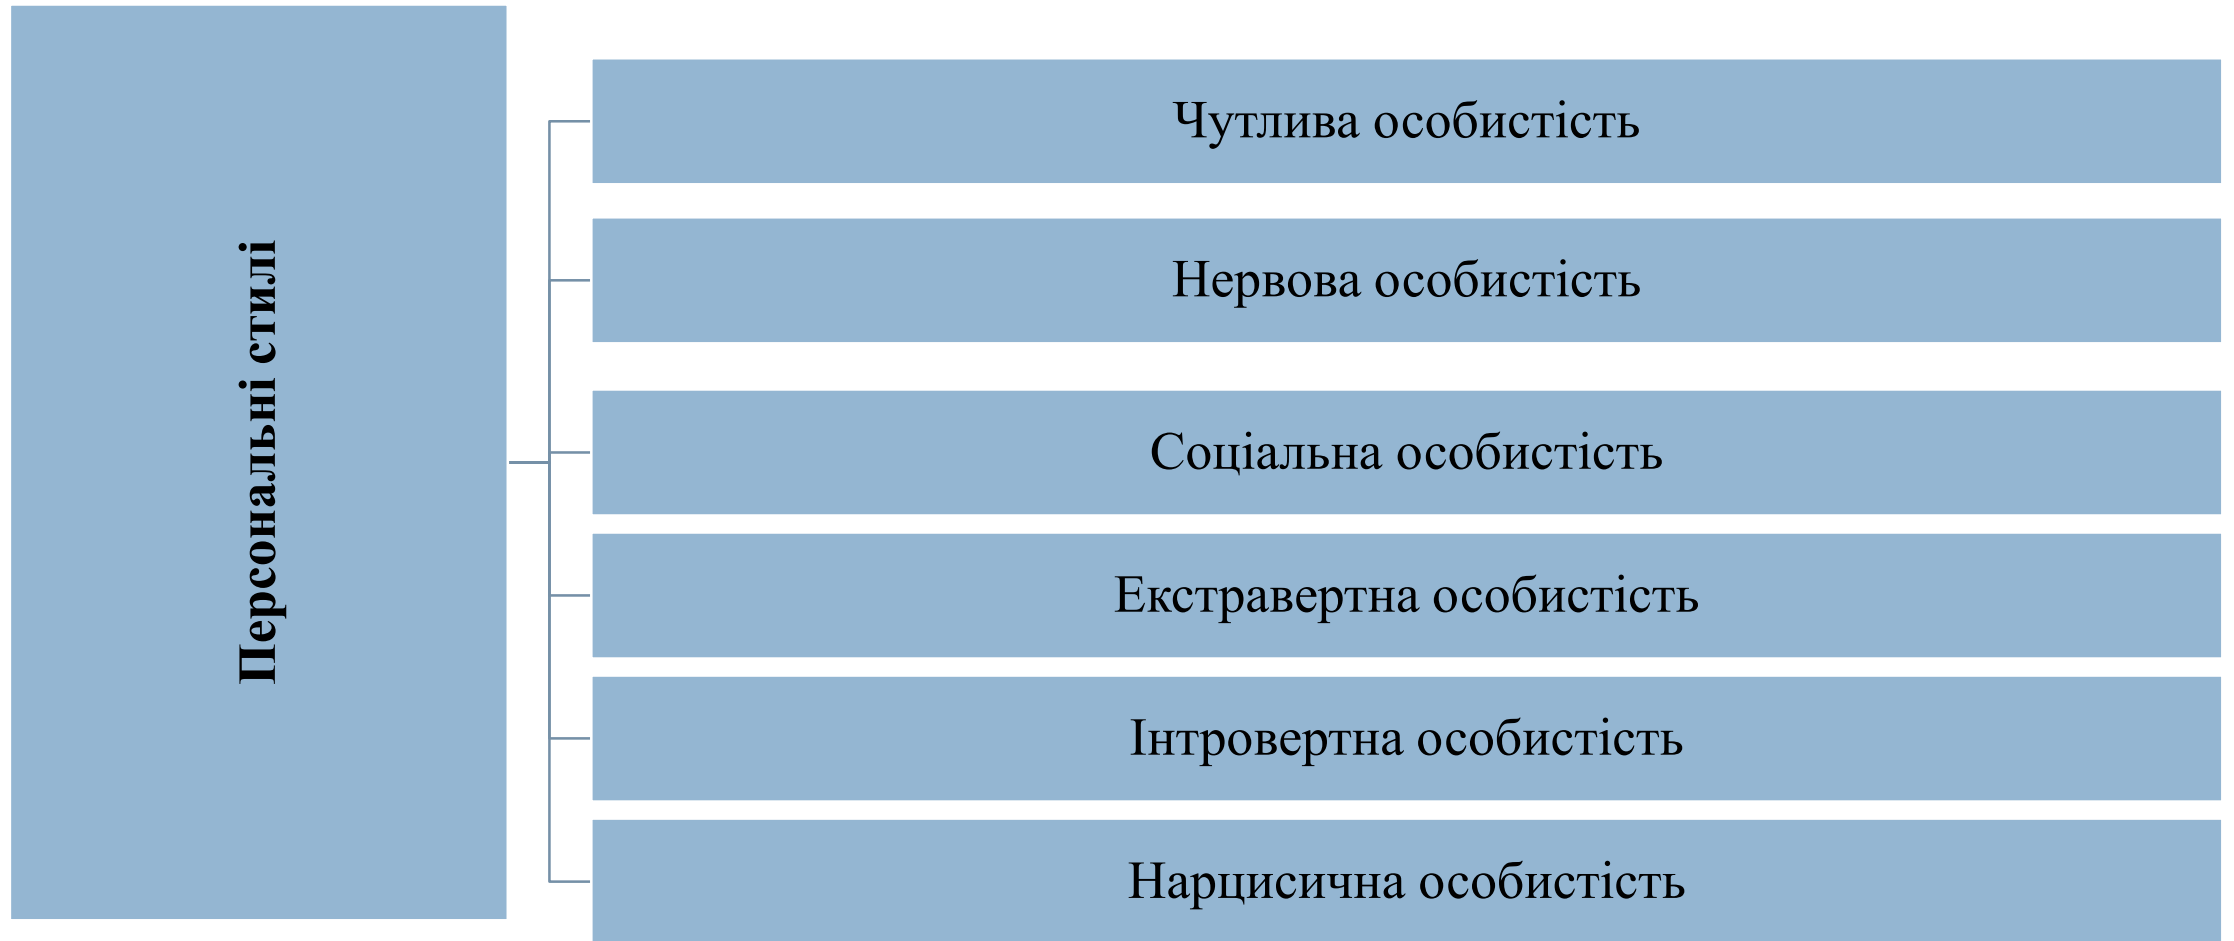 Персональні стилі
Чутлива особистість
Нервова особистість
Соціальна особистість
Екстравертна особистість
Інтровертна особистість
Нарцисична особистість